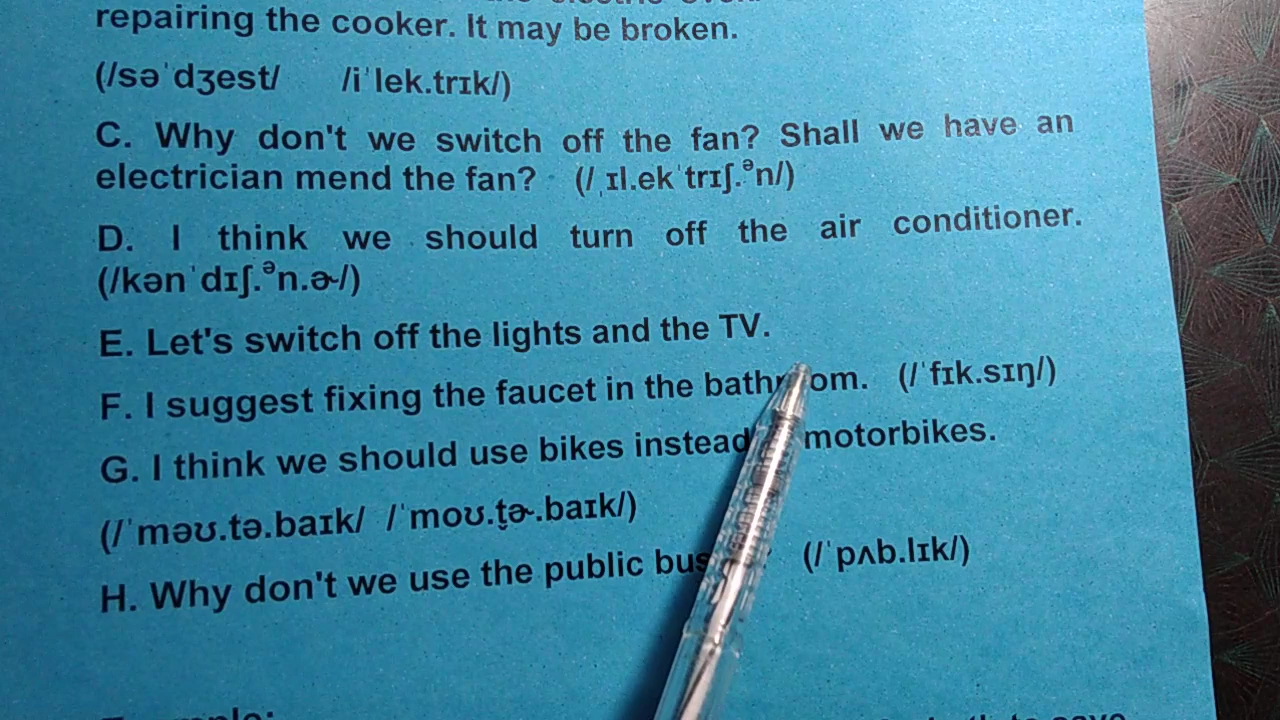 repairing the cooker. It may be broken.
(/səˈdʒest/ /iˈlek.trɪk/)
C. Why don't we switch off the fan? Shall we have an
electrician mend the fan? (/ˌɪl.ekˈtrɪʃ.ᵊn/)
D. I think we should turn off the air conditioner.
(/kənˈdɪʃ.ᵊn.ɚ/)
E. Let's switch off the lights and the TV.
F. I suggest fixing the faucet in the bathroom. (/ˈfɪk.sɪŋ/)
G. I think we should use bikes instead motorbikes.
(/ˈməʊ.tə.baɪk/ /ˈmoʊ.t̬ɚ.baɪk/)
H. Why don't we use the public (/ˈpʌb.lɪk/)